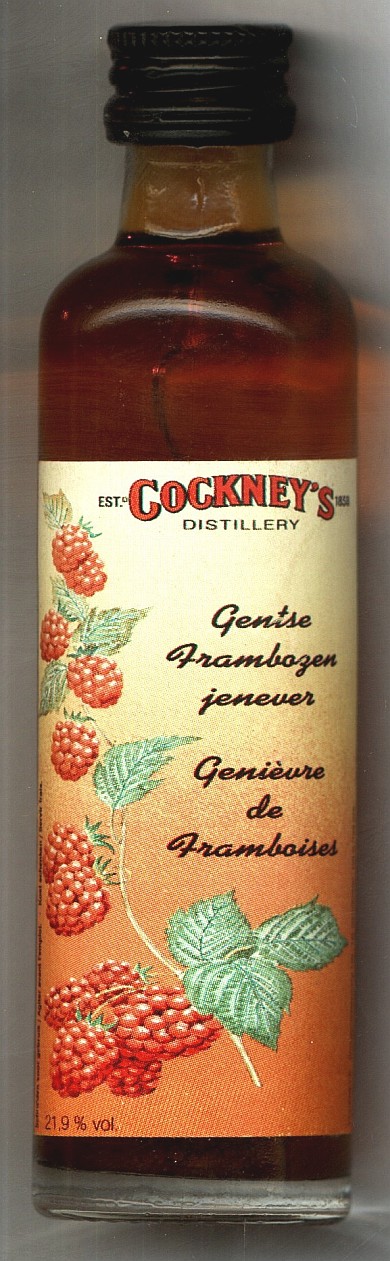 EST.D COCKNEY'S 1858
DISTILLERY
Gentse
Frambozen
jenever
Genièvre
de
Framboises
21,9 % vol.